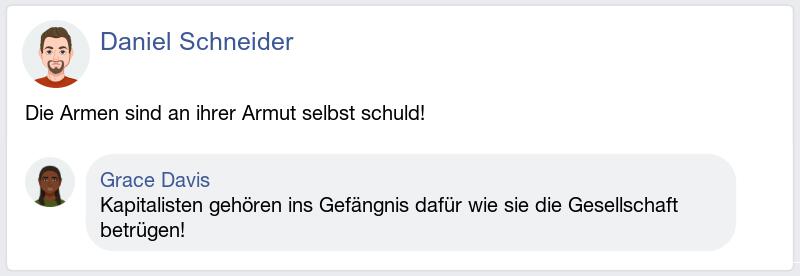 Daniel Schneider
Die Armen sind an ihrer Armut selbst schuld!
Grace Davis
Kapitalisten gehören ins Gefängnis dafür wie sie die Gesellschaft
betrügen!